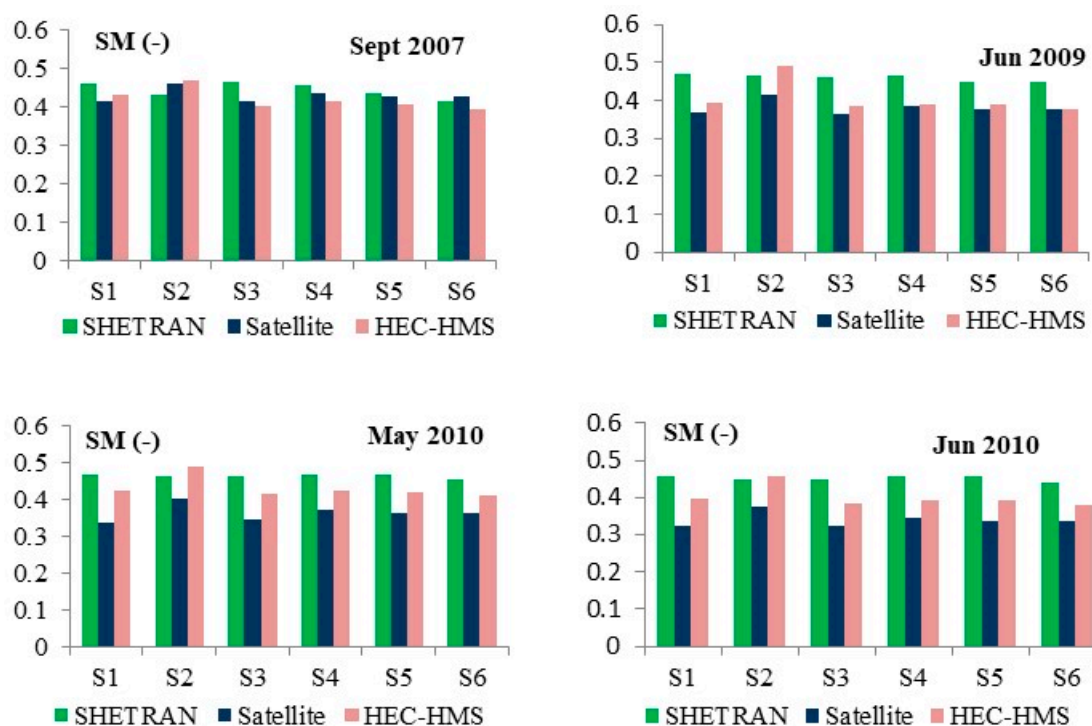 0.6
SM (-) Sept 2007
0.5
0.4
0.3
0.2
0.1
0
S1 S2 S3 S4 S5 S6
SHETRAN Satellite HEC-HMS
0.6
Jun 2009
0.5
0.4
0.3
0.2
0.1
0
S1 S2 S3 S4 S5 S6
SHETRAN Satellite HEC-HMS
0.6
SM (-) May 2010
0.5
0.4
0.3
0.2
0.1
0
S1 S2 S3 S4 S5 S6
SHETRAN Satellite HEC-HMS
0.6
SM (-) Jun 2010
0.5
0.4
0.3
0.2
0.1
0
S1 S2 S3 S4 S5 S6
SHETRAN Satellite HEC-HMS